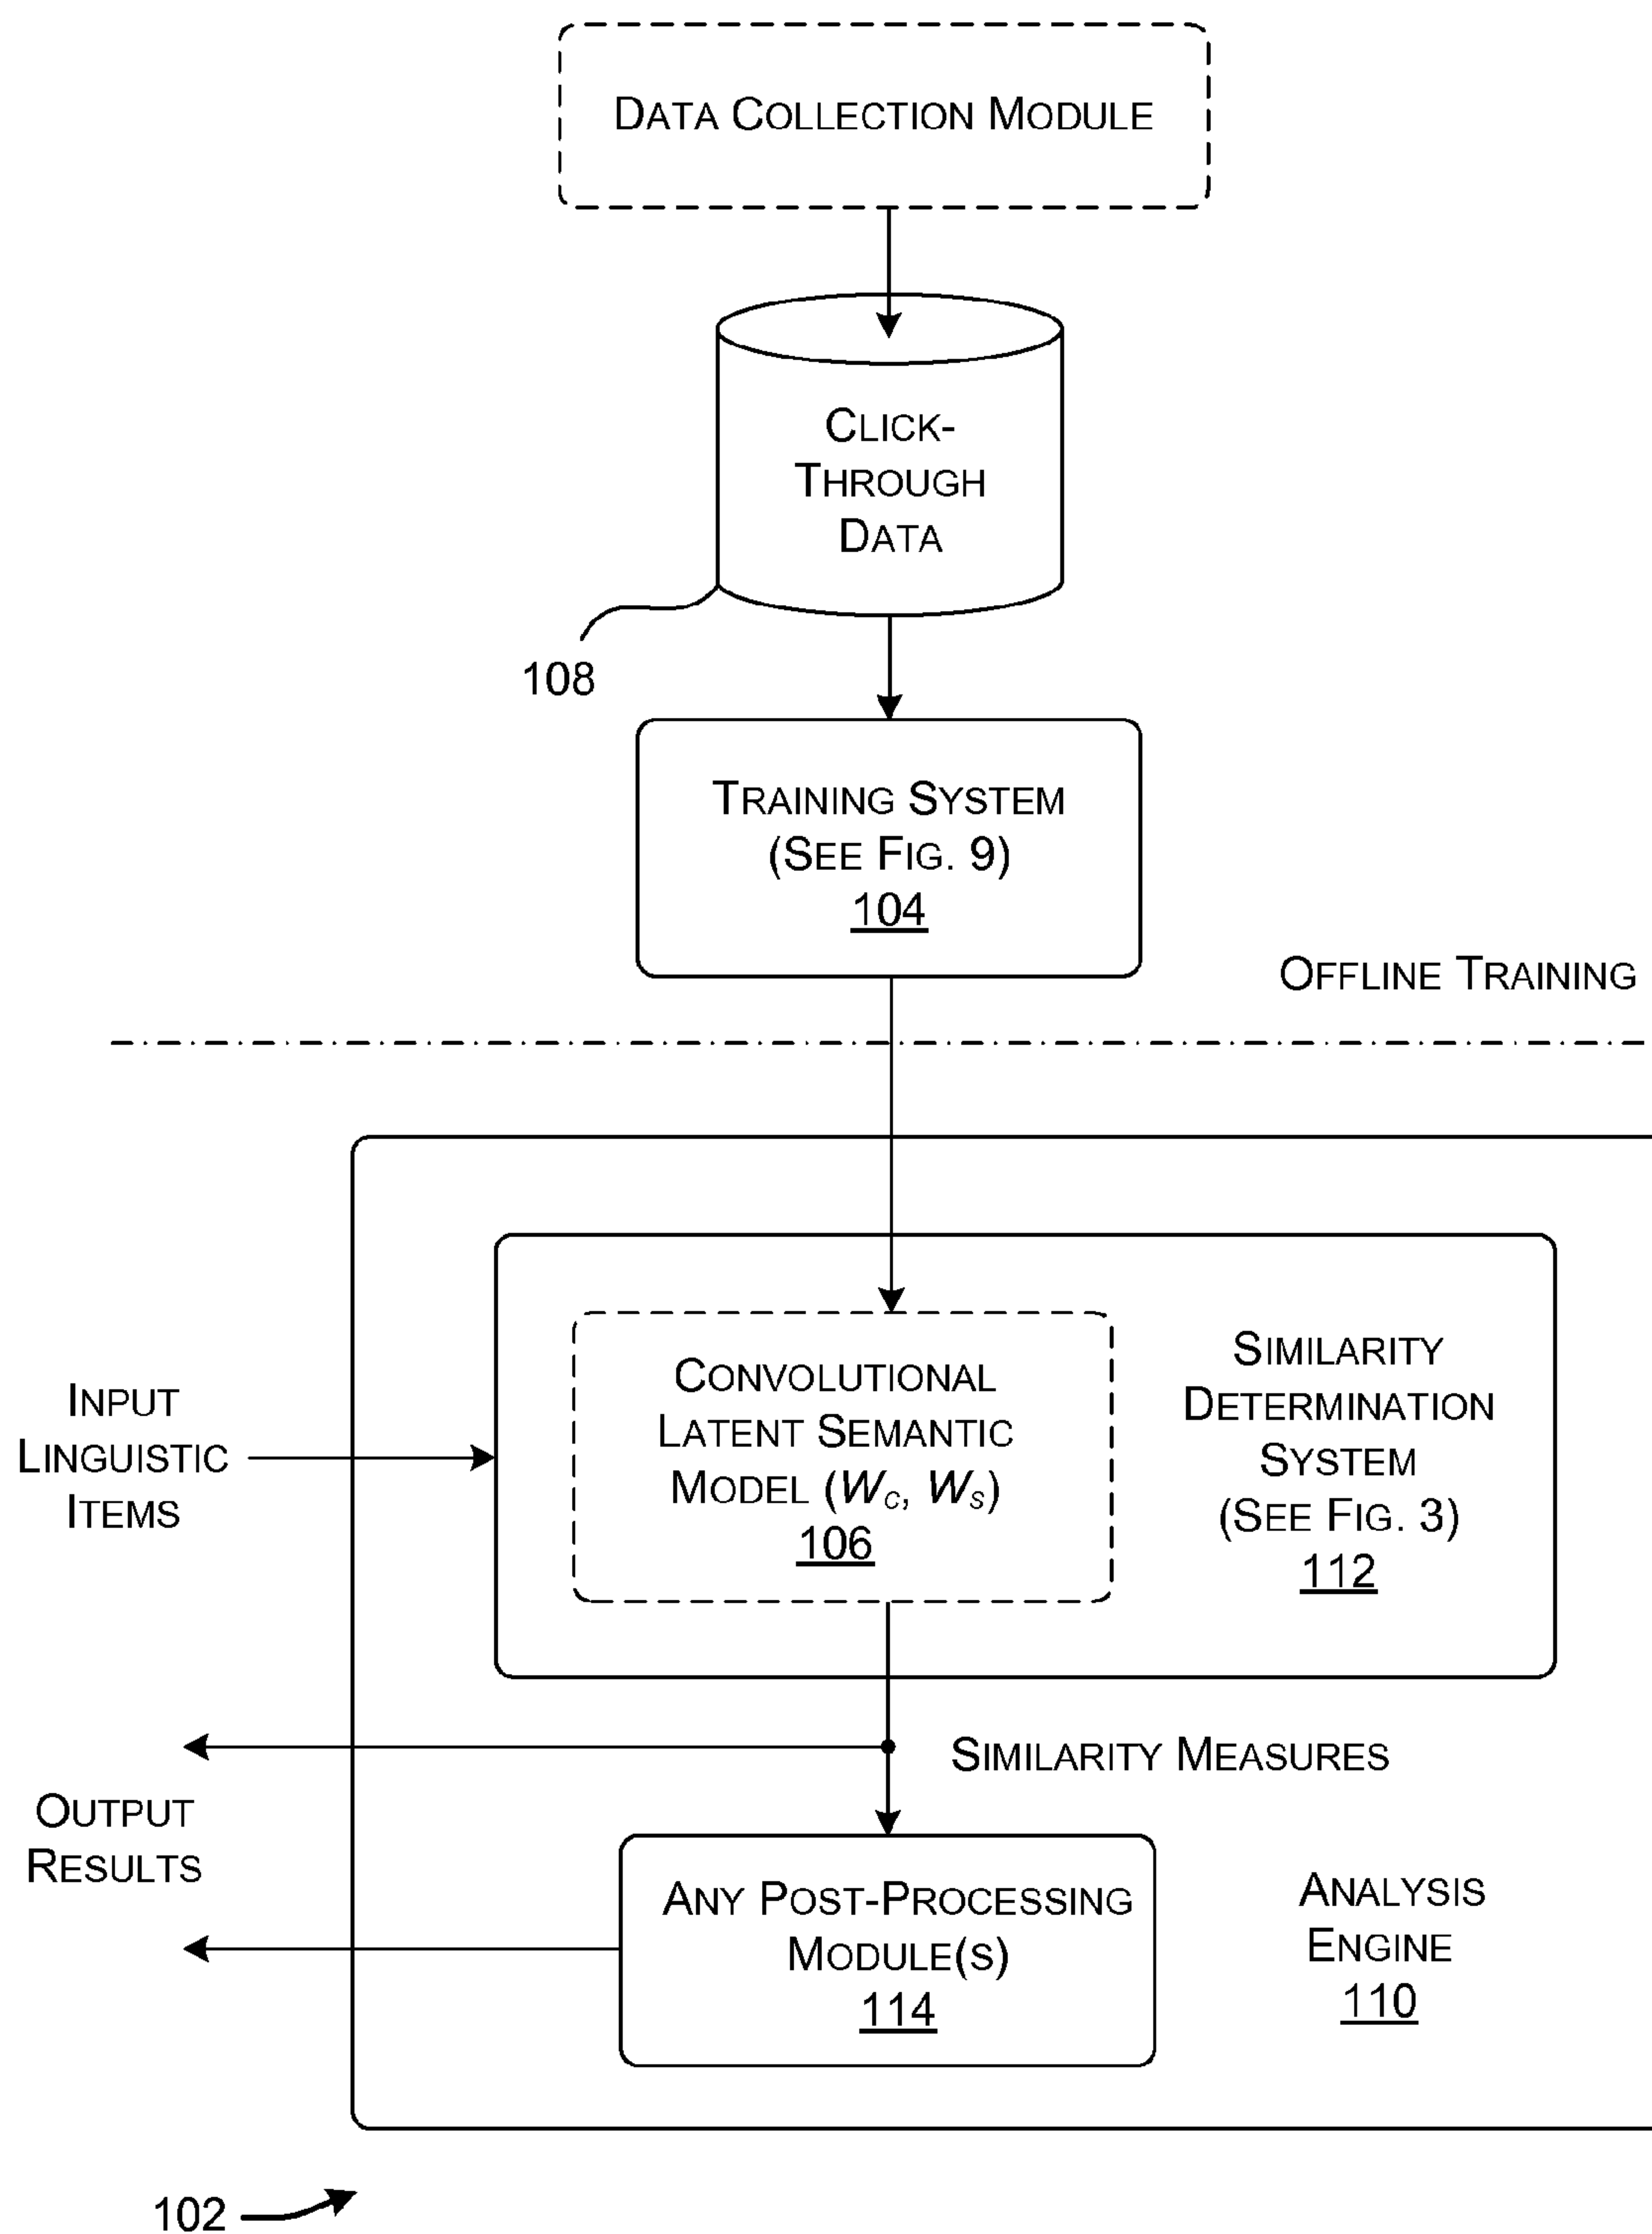 DATA COLLECTION MODULE
CLICK-
THROUGH
DATA
108
TRAINING SYSTEM
(SEE FIG. 9)
104
OFFLINE TRAINING
CONVOLUTIONAL
LATENT SEMANTIC
MODEL (Wc, Ws)
106
SIMILARITY
DETERMINATION
SYSTEM
(SEE FIG. 3)
112
INPUT
LINGUISTIC
ITEMS
SIMILARITY MEASURES
OUTPUT
RESULTS
ANY POST-PROCESSING
MODULE(S)
114
ANALYSIS
ENGINE
110
102